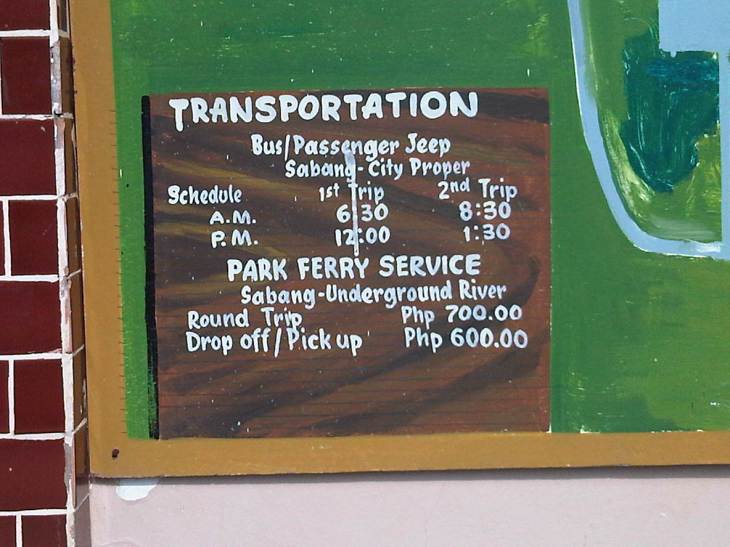 TRANSPORTATION
Bus/Passenger Jeep
Sabang-City Proper
Schedule 1st Trip 2nd Trip
A.M. 6:30 8:30
P.M. 12:00 1:30
PARK FERRY SERVICE
Sabang-Underground River
Round Trip Php 700.00
Drop off/Pick up Php 600.00